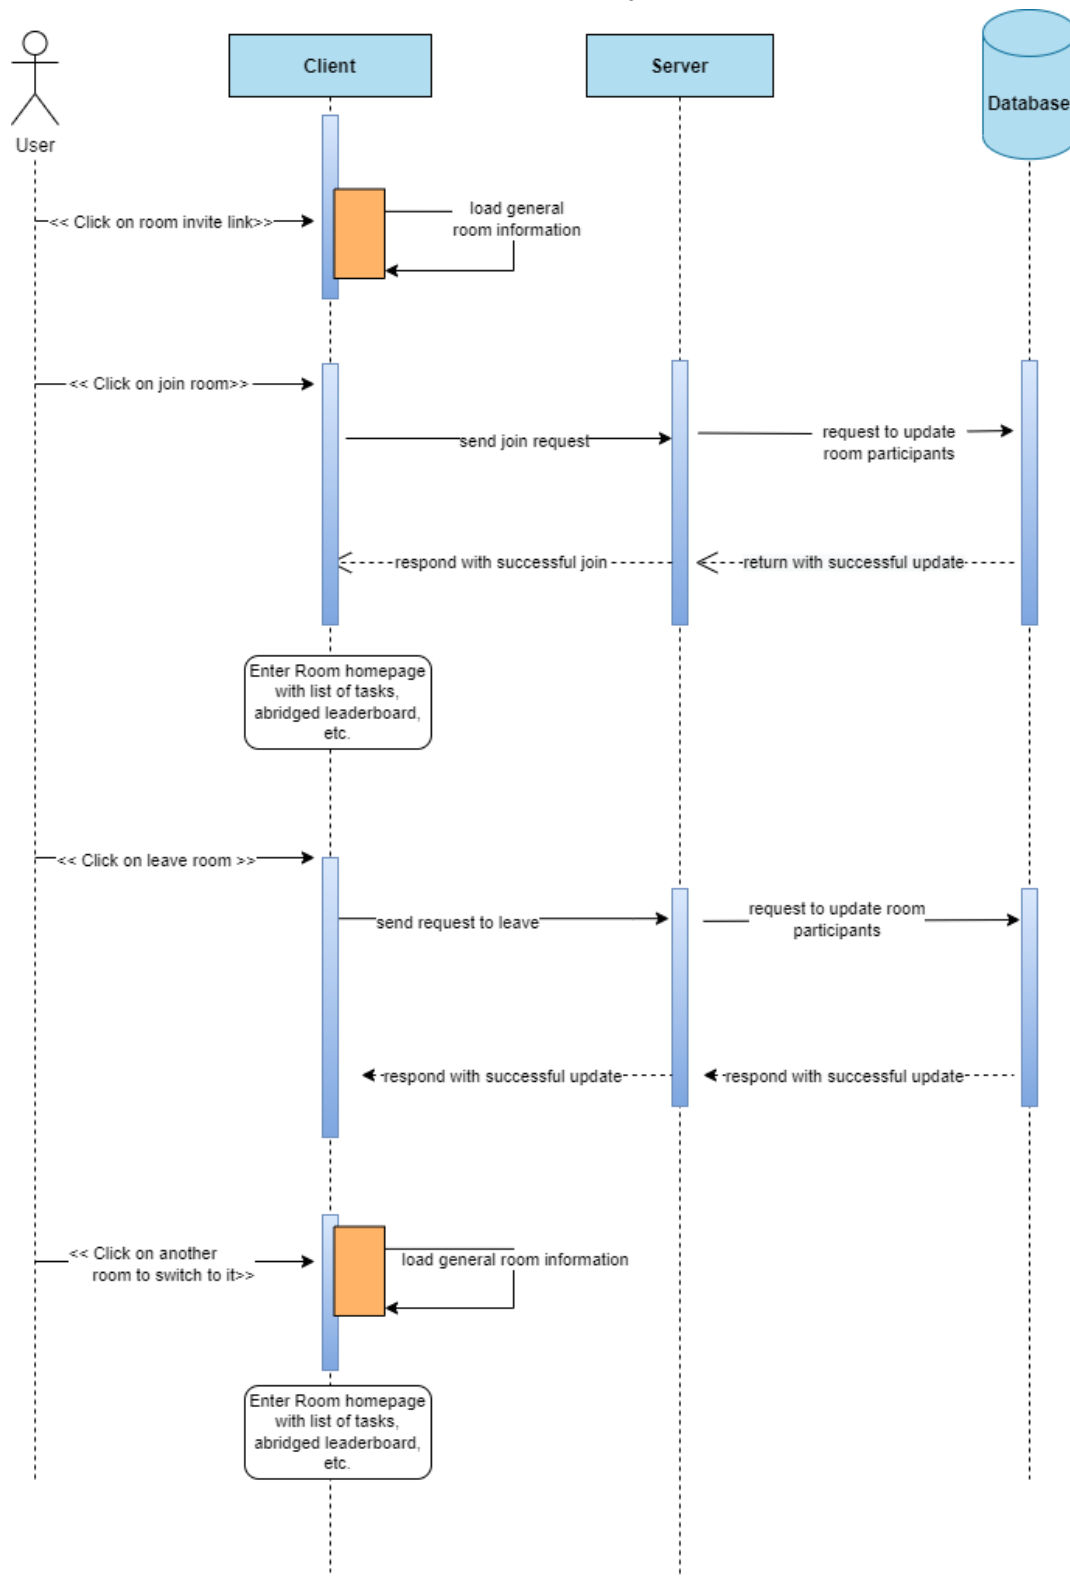 Client
Server
Database
User
<< Click on room invite link>>
load general
room information
<< Click on join room>>
send join request
request to update
room participants
respond with successful join
return with successful update
Enter Room homepage
with list of tasks,
abridged leaderboard,
etc.
<< Click on leave room >>
send request to leave
request to update room
participants
respond with successful update
respond with successful update
<< Click on another
room to switch to it>>
load general room information
Enter Room homepage
with list of tasks,
abridged leaderboard,
etc.